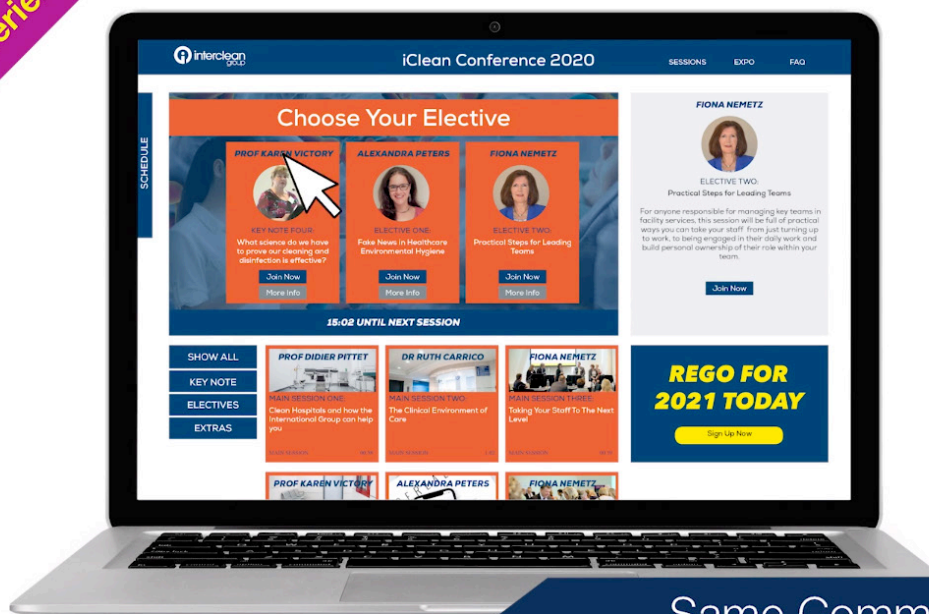 interclean
group
iClean Conference 2020
SESSIONS
EXPO
FAQ
SCHEDULE
Choose Your Elective
PROF KAREN VICTORY
KEY NOTE FOUR:
What science do we have
to prove our cleaning and
disinfection is effective?
Join Now
More Info
ALEXANDRA PETERS
ELECTIVE ONE:
Fake News in Healthcare
Environmental Hygiene
Join Now
More Info
FIONA NEMETZ
ELECTIVE TWO:
Practical Steps for Leading
Teams
Join Now
More Info
15:02 UNTIL NEXT SESSION
FIONA NEMETZ
ELECTIVE TWO:
Practical Steps for Leading Teams
For anyone responsible for managing key teams in
facility services, this session will be full of practical
ways you can take your staff from just turning up
to work, to being engaged in their daily work and
build personal ownership of their role within your
team.
Join Now
SHOW ALL
KEY NOTE
ELECTIVES
EXTRAS
PROF DIDIER PITTET
MAIN SESSION ONE:
Clean Hospitals and how the
International Group can help
you
DR RUTH CARRICO
MAIN SESSION TWO:
The Clinical Environment of
Care
FIONA NEMETZ
MAIN SESSION THREE:
Taking Your Staff To The Next
Level
REGO FOR
2021 TODAY
Sign Up Now
PROF KAREN VICTORY
ALEXANDRA PETERS
FIONA NEMETZ
Same Comm